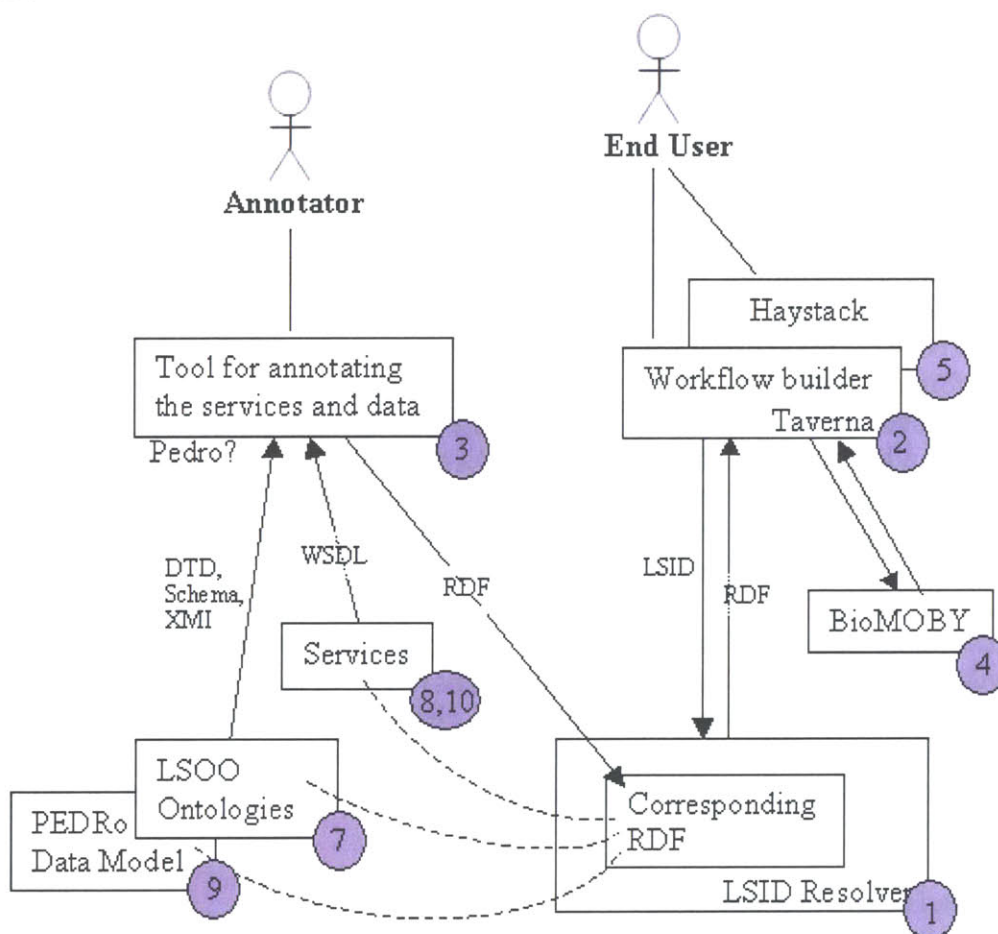 End User
Annotator
Haystack
5
Tool for annotating
the services and data
Pedro?
3
Workflow builder
Taverna
2
DTD,
Schema,
XMI
WSDL
RDF
LSID
RDF
BioMOBY
4
Services
8,10
LSOO
Ontologies
7
PEDRo
Data Model
9
Corresponding
RDF
LSID Resolver
1